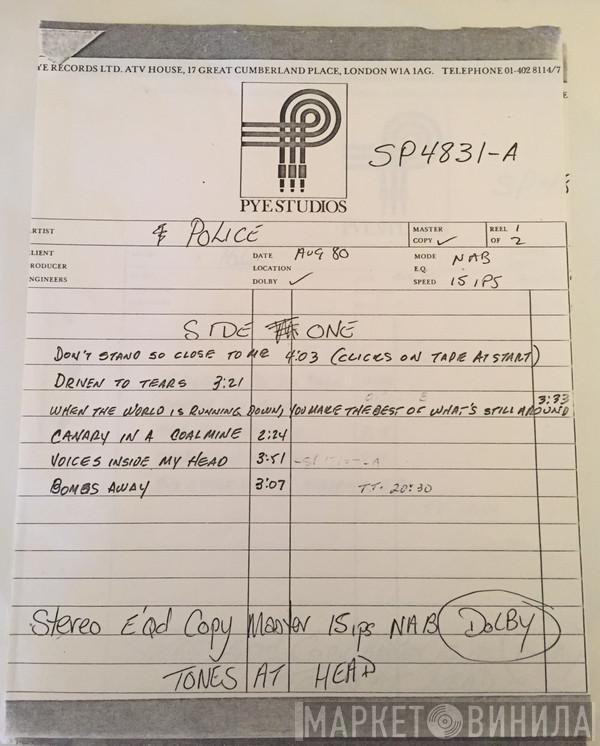 YE RECORDS LTD. ATV HOUSE, 17 GREAT CUMBERLAND PLACE, LONDON W1A 1AG. TELEPHONE 01-402 8114/7
SP4831-A
PYE STUDIOS
RTIST POLICE MASTER COPY ✓ REEL 1 OF 2
LIENT DATE AUG 80 MODE NAB
RODUCER LOCATION E.Q.
NGINEERS DOLBY ✓ SPEED 15 IPS
SIDE ONE
DON'T STAND SO CLOSE TO ME 4:03 (CLICKS ON TAPE AT START)
DRIVEN TO TEARS 3:21
WHEN THE WORLD IS RUNNING DOWN, YOU MAKE THE BEST OF WHAT'S STILL AROUND 3:33
CANARY IN A COALMINE 2:24
VOICES INSIDE MY HEAD 3:51
BOMBS AWAY 3:07 TT. 20:30
Stereo E'Qd Copy Master 15ips NAB DOLBY
TONES AT HEAD
МАРКЕТ ВИНИЛА